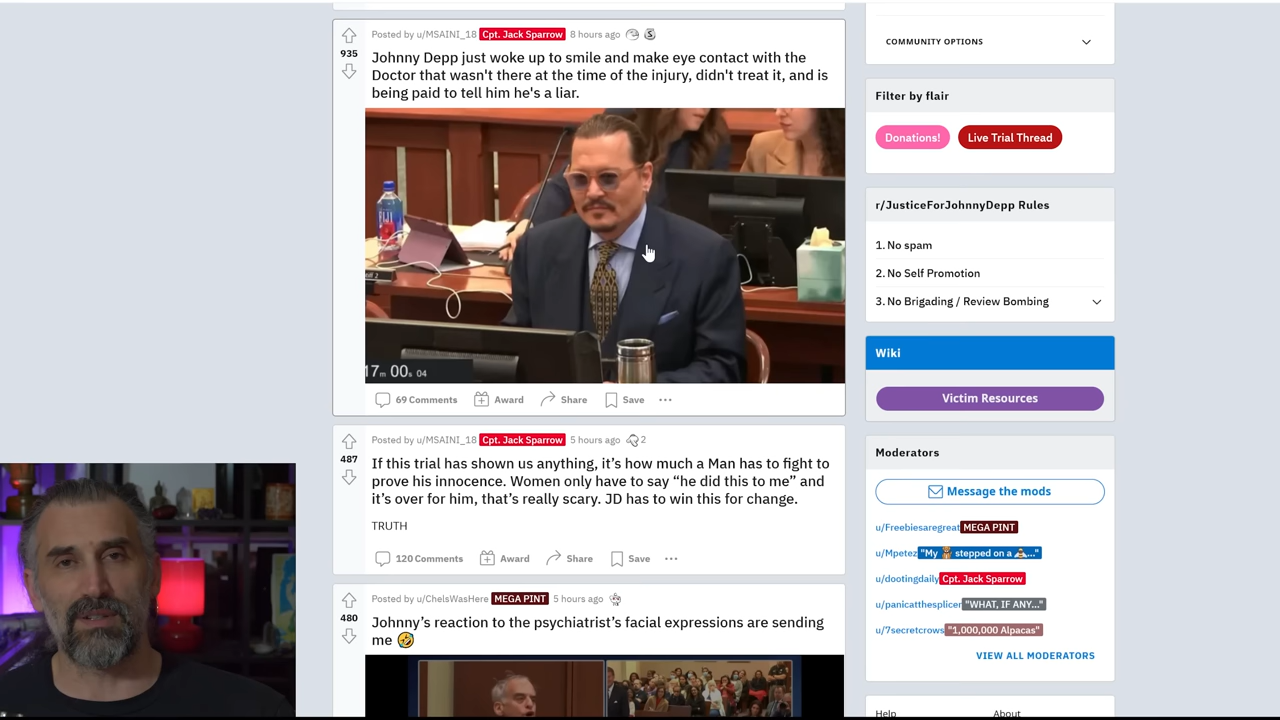 Posted by u/MSAINI_18 Cpt. Jack Sparrow 8 hours ago
935
Johnny Depp just woke up to smile and make eye contact with the
Doctor that wasn't there at the time of the injury, didn't treat it, and is
being paid to tell him he's a liar.
17m 00s 04
69 Comments Award Share Save
Posted by u/MSAINI_18 Cpt. Jack Sparrow 5 hours ago 2
487
If this trial has shown us anything, it’s how much a Man has to fight to
prove his innocence. Women only have to say “he did this to me” and
it’s over for him, that’s really scary. JD has to win this for change.
TRUTH
120 Comments Award Share Save
Posted by u/ChelsWasHere MEGA PINT 5 hours ago
480
Johnny’s reaction to the psychiatrist’s facial expressions are sending
me 🤣
COMMUNITY OPTIONS
Filter by flair
Donations! Live Trial Thread
r/JusticeForJohnnyDepp Rules
1. No spam
2. No Self Promotion
3. No Brigading / Review Bombing
Wiki
Victim Resources
Moderators
Message the mods
u/Freebiesaregreat MEGA PINT
u/Mpetez "My 🐻 stepped on a 💩..."
u/dootingdaily Cpt. Jack Sparrow
u/panicatthesplicer "WHAT, IF ANY..."
u/7secretcrows "1,000,000 Alpacas"
VIEW ALL MODERATORS
Help About